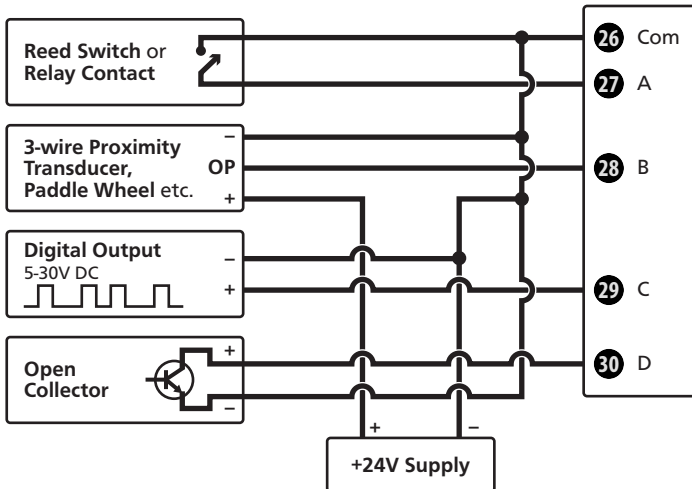 Reed Switch or
Relay Contact
26 Com
27 A
3-wire Proximity
Transducer,
Paddle Wheel etc.
–
OP
+
28 B
Digital Output
5-30V DC
–
+
29 C
Open
Collector
+
–
30 D
+ –
+24V Supply